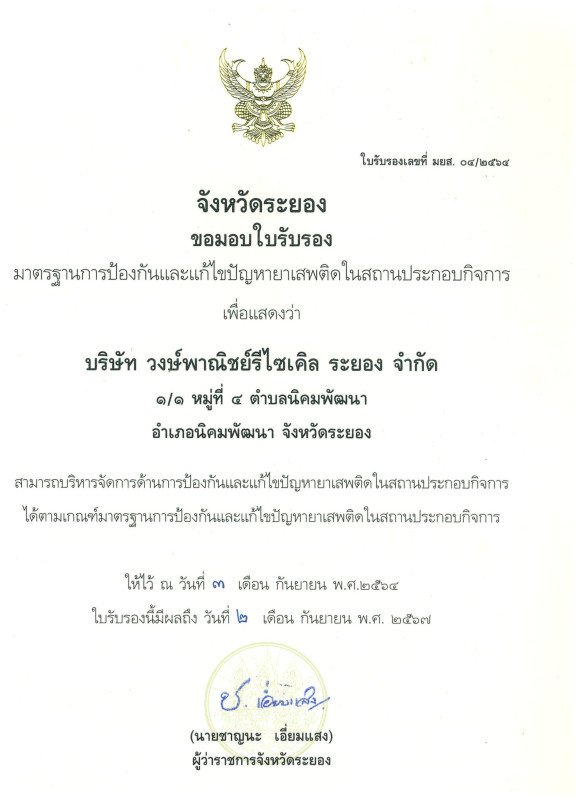 ใบรับรองเลขที่ มยส. ๐๔/๒๕๖๔
จังหวัดระยอง
ขอมอบใบรับรอง
มาตรฐานการป้องกันและแก้ไขปัญหายาเสพติดในสถานประกอบกิจการ
เพื่อแสดงว่า
บริษัท วงษ์พาณิชย์รีไซเคิล ระยอง จำกัด
๑/๑ หมู่ที่ ๔ ตำบลนิคมพัฒนา
อำเภอนิคมพัฒนา จังหวัดระยอง
สามารถบริหารจัดการด้านการป้องกันและแก้ไขปัญหายาเสพติดในสถานประกอบกิจการ
ได้ตามเกณฑ์มาตรฐานการป้องกันและแก้ไขปัญหายาเสพติดในสถานประกอบกิจการ
ให้ไว้ ณ วันที่ ๓ เดือน กันยายน พ.ศ.๒๕๖๔
ใบรับรองนี้มีผลถึง วันที่ ๒ เดือน กันยายน พ.ศ. ๒๕๖๗
ช. เอี่ยมแสง
(นายชาญนะ เอี่ยมแสง)
ผู้ว่าราชการจังหวัดระยอง